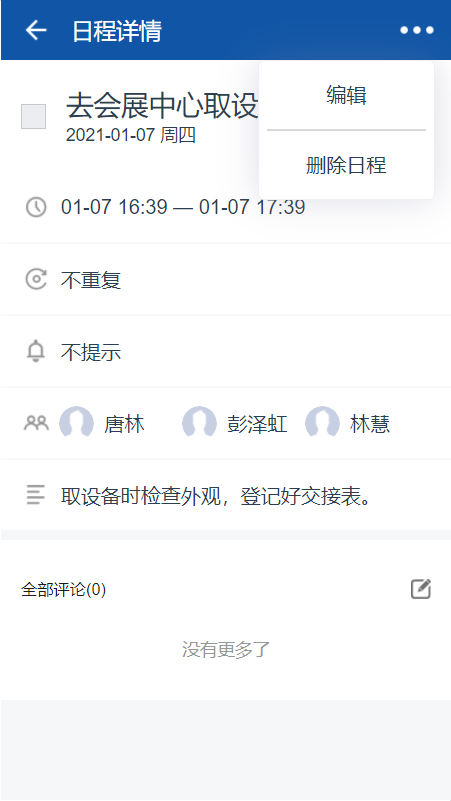 日程详情
编辑
去会展中心取设
2021-01-07 周四
删除日程
01-07 16:39 — 01-07 17:39
不重复
不提示
唐林 彭泽虹 林慧
取设备时检查外观，登记好交接表。
全部评论(0)
没有更多了